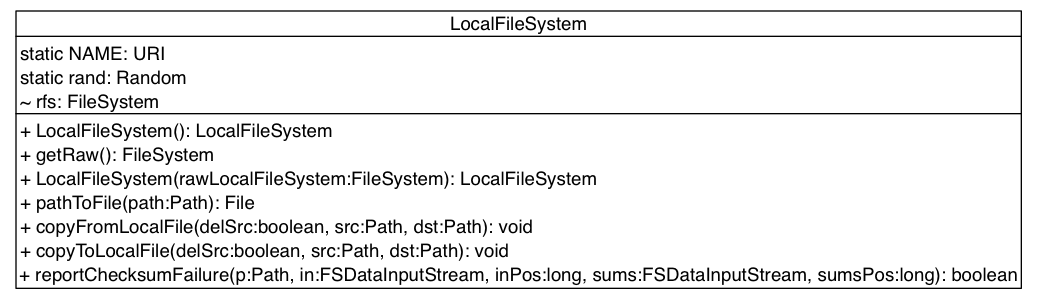 LocalFileSystem
static NAME: URI
static rand: Random
~ rfs: FileSystem
+ LocalFileSystem(): LocalFileSystem
+ getRaw(): FileSystem
+ LocalFileSystem(rawLocalFileSystem:FileSystem): LocalFileSystem
+ pathToFile(path:Path): File
+ copyFromLocalFile(delSrc:boolean, src:Path, dst:Path): void
+ copyToLocalFile(delSrc:boolean, src:Path, dst:Path): void
+ reportChecksumFailure(p:Path, in:FSDataInputStream, inPos:long, sums:FSDataInputStream, sumsPos:long): boolean